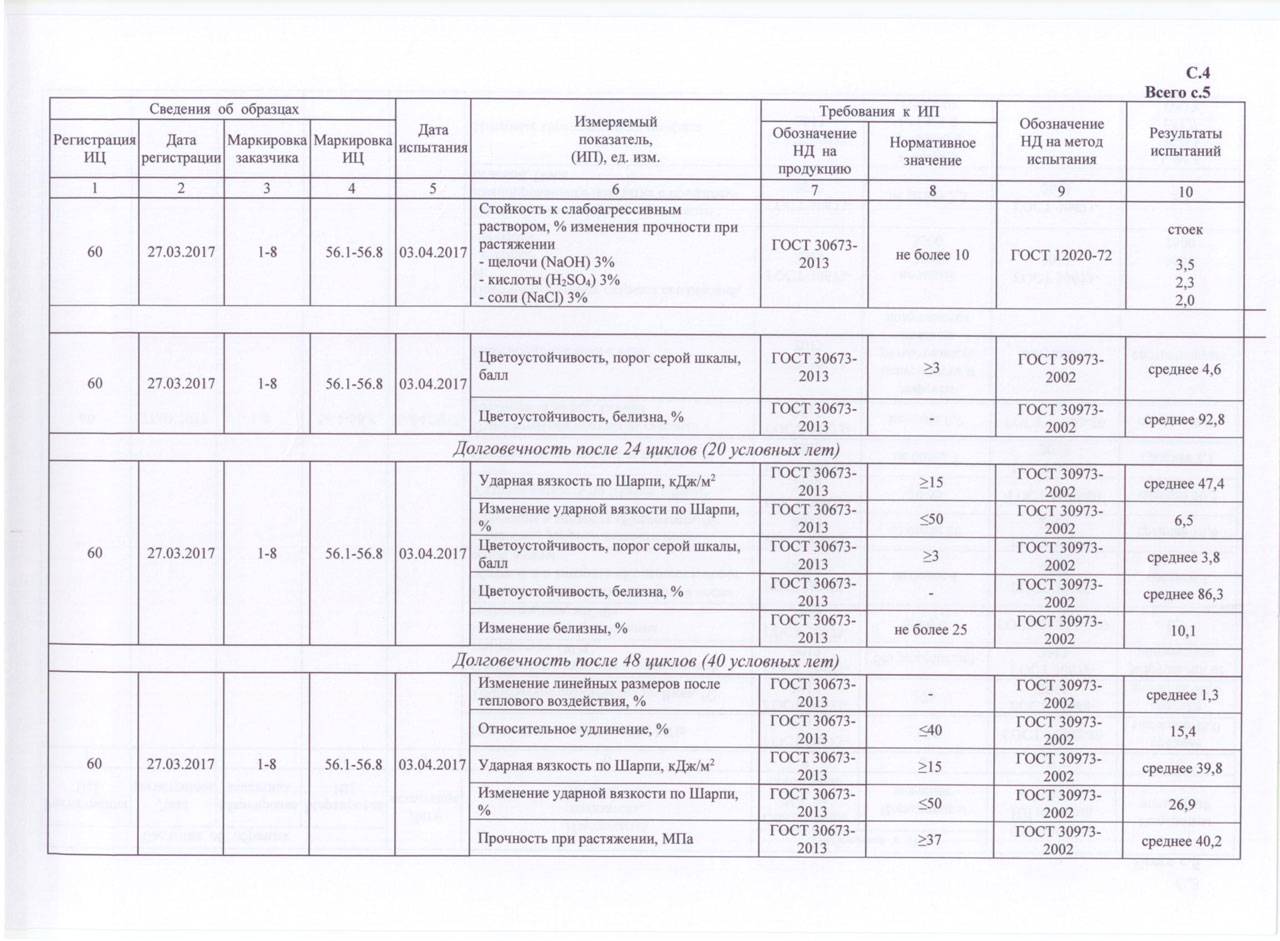 С.4
Всего с.5
Сведения об образцах
Дата испытания
Измеряемый показатель, (ИП), ед. изм.
Требования к ИП
Обозначение НД на метод испытания
Результаты испытаний
Регистрация ИЦ
Дата регистрации
Маркировка заказчика
Маркировка ИЦ
Обозначение НД на продукцию
Нормативное значение
1 2 3 4 5 6 7 8 9 10
60 27.03.2017 1-8 56.1-56.8 03.04.2017
Стойкость к слабоагрессивным
раствором, % изменения прочности при
растяжении
- щелочи (NaOH) 3%
- кислоты (H₂SO₄) 3%
- соли (NaCl) 3%
ГОСТ 30673-
2013
не более 10
ГОСТ 12020-72
стоек
3,5
2,3
2,0
60 27.03.2017 1-8 56.1-56.8 03.04.2017
Цветоустойчивость, порог серой шкалы,
балл
ГОСТ 30673-
2013
≥3
ГОСТ 30973-
2002
среднее 4,6
Цветоустойчивость, белизна, %
ГОСТ 30673-
2013
ГОСТ 30973-
2002
среднее 92,8
Долговечность после 24 циклов (20 условных лет)
60 27.03.2017 1-8 56.1-56.8 03.04.2017
Ударная вязкость по Шарпи, кДж/м²
ГОСТ 30673-
2013
≥15
ГОСТ 30973-
2002
среднее 47,4
Изменение ударной вязкости по Шарпи,
%
ГОСТ 30673-
2013
≤50
ГОСТ 30973-
2002
6,5
Цветоустойчивость, порог серой шкалы,
балл
ГОСТ 30673-
2013
≥3
ГОСТ 30973-
2002
среднее 3,8
Цветоустойчивость, белизна, %
ГОСТ 30673-
2013
-
ГОСТ 30973-
2002
среднее 86,3
Изменение белизны, %
ГОСТ 30673-
2013
не более 25
ГОСТ 30973-
2002
10,1
Долговечность после 48 циклов (40 условных лет)
60 27.03.2017 1-8 56.1-56.8 03.04.2017
Изменение линейных размеров после
теплового воздействия, %
ГОСТ 30673-
2013
-
ГОСТ 30973-
2002
среднее 1,3
Относительное удлинение, %
ГОСТ 30673-
2013
≤40
ГОСТ 30973-
2002
15,4
Ударная вязкость по Шарпи, кДж/м²
ГОСТ 30673-
2013
≥15
ГОСТ 30973-
2002
среднее 39,8
Изменение ударной вязкости по Шарпи,
%
ГОСТ 30673-
2013
≤50
ГОСТ 30973-
2002
26,9
Прочность при растяжении, МПа
ГОСТ 30673-
2013
≥37
ГОСТ 30973-
2002
среднее 40,2